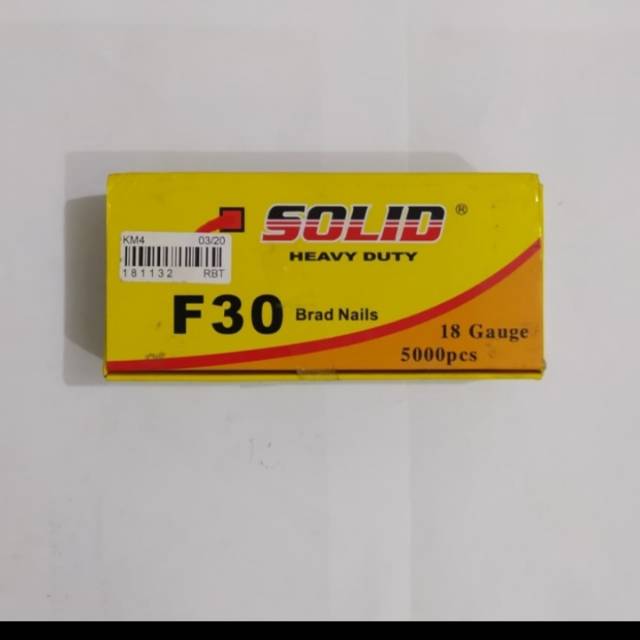 SOLID ®
HEAVY DUTY
KM4 03/20
181132 RBT
F30 Brad Nails
18 Gauge
5000pcs